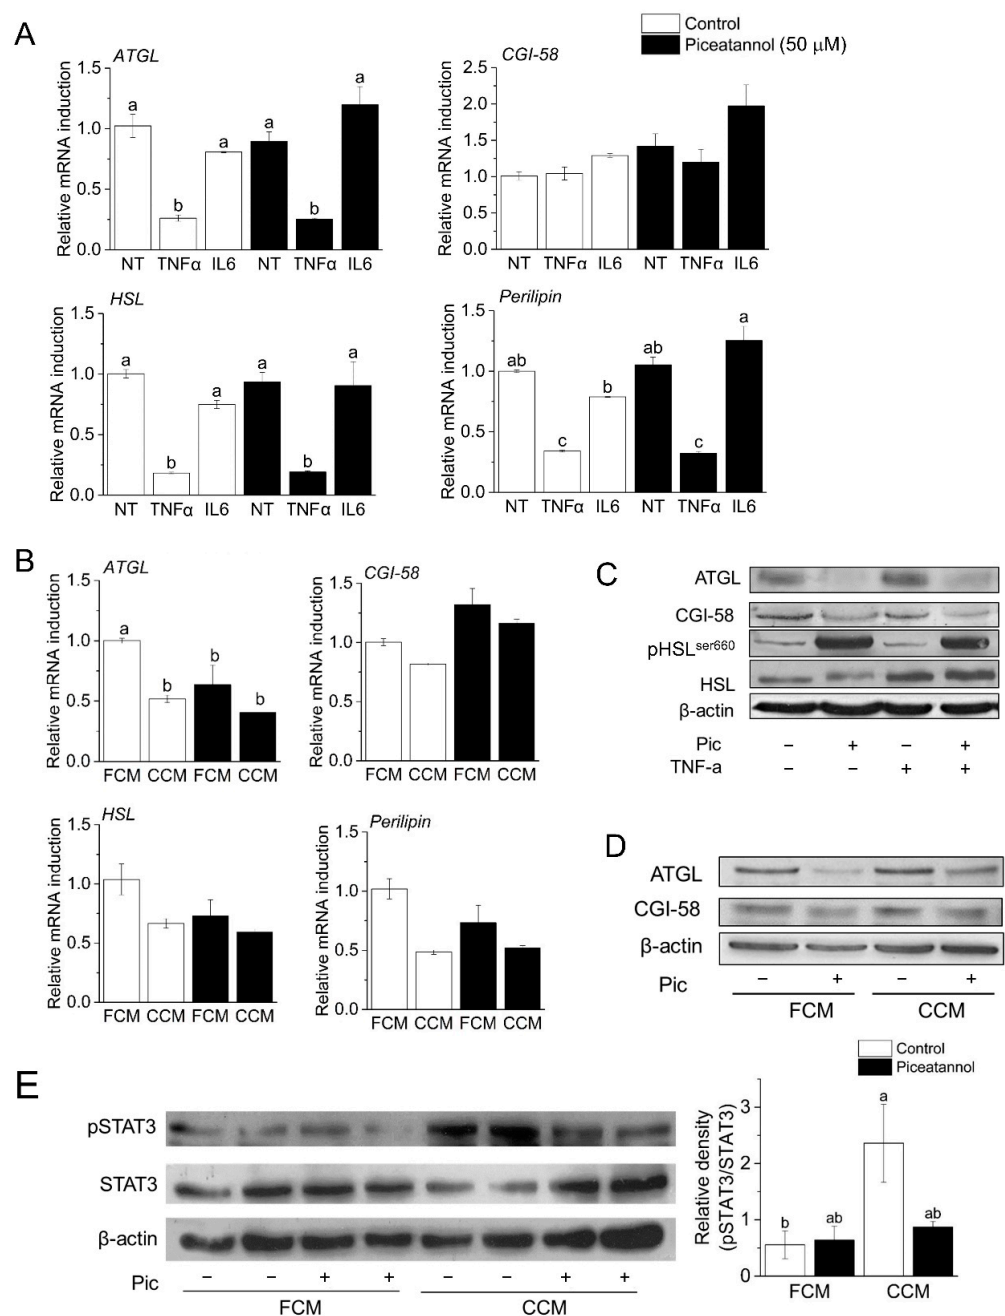 A
Control
Piceatannol (50 μM)
ATGL
Relative mRNA induction
1.5
1.0
0.5
0.0
a
b
a
a
b
a
NT TNFα IL6 NT TNFα IL6
CGI-58
Relative mRNA induction
2.5
2.0
1.5
1.0
0.5
0.0
NT TNFα IL6 NT TNFα IL6
HSL
Relative mRNA induction
1.5
1.0
0.5
0.0
a
b
a
a
b
a
NT TNFα IL6 NT TNFα IL6
Perilipin
Relative mRNA induction
1.5
1.0
0.5
0.0
ab
c
b
ab
c
a
NT TNFα IL6 NT TNFα IL6
B
ATGL
Relative mRNA induction
1.5
1.0
0.5
0.0
a
b
b
b
FCM CCM FCM CCM
CGI-58
Relative mRNA induction
1.5
1.0
0.5
0.0
FCM CCM FCM CCM
HSL
Relative mRNA induction
1.5
1.0
0.5
0.0
FCM CCM FCM CCM
Perilipin
Relative mRNA induction
1.5
1.0
0.5
0.0
FCM CCM FCM CCM
C
ATGL
CGI-58
pHSLser660
HSL
β-actin
Pic − + − +
TNF-a − − + +
D
ATGL
CGI-58
β-actin
Pic − + − +
FCM CCM
E
pSTAT3
STAT3
β-actin
Pic − − + + − − + +
FCM CCM
Control
Piceatannol
Relative density
(pSTAT3/STAT3)
3
2
1
0
b
ab
a
ab
FCM CCM